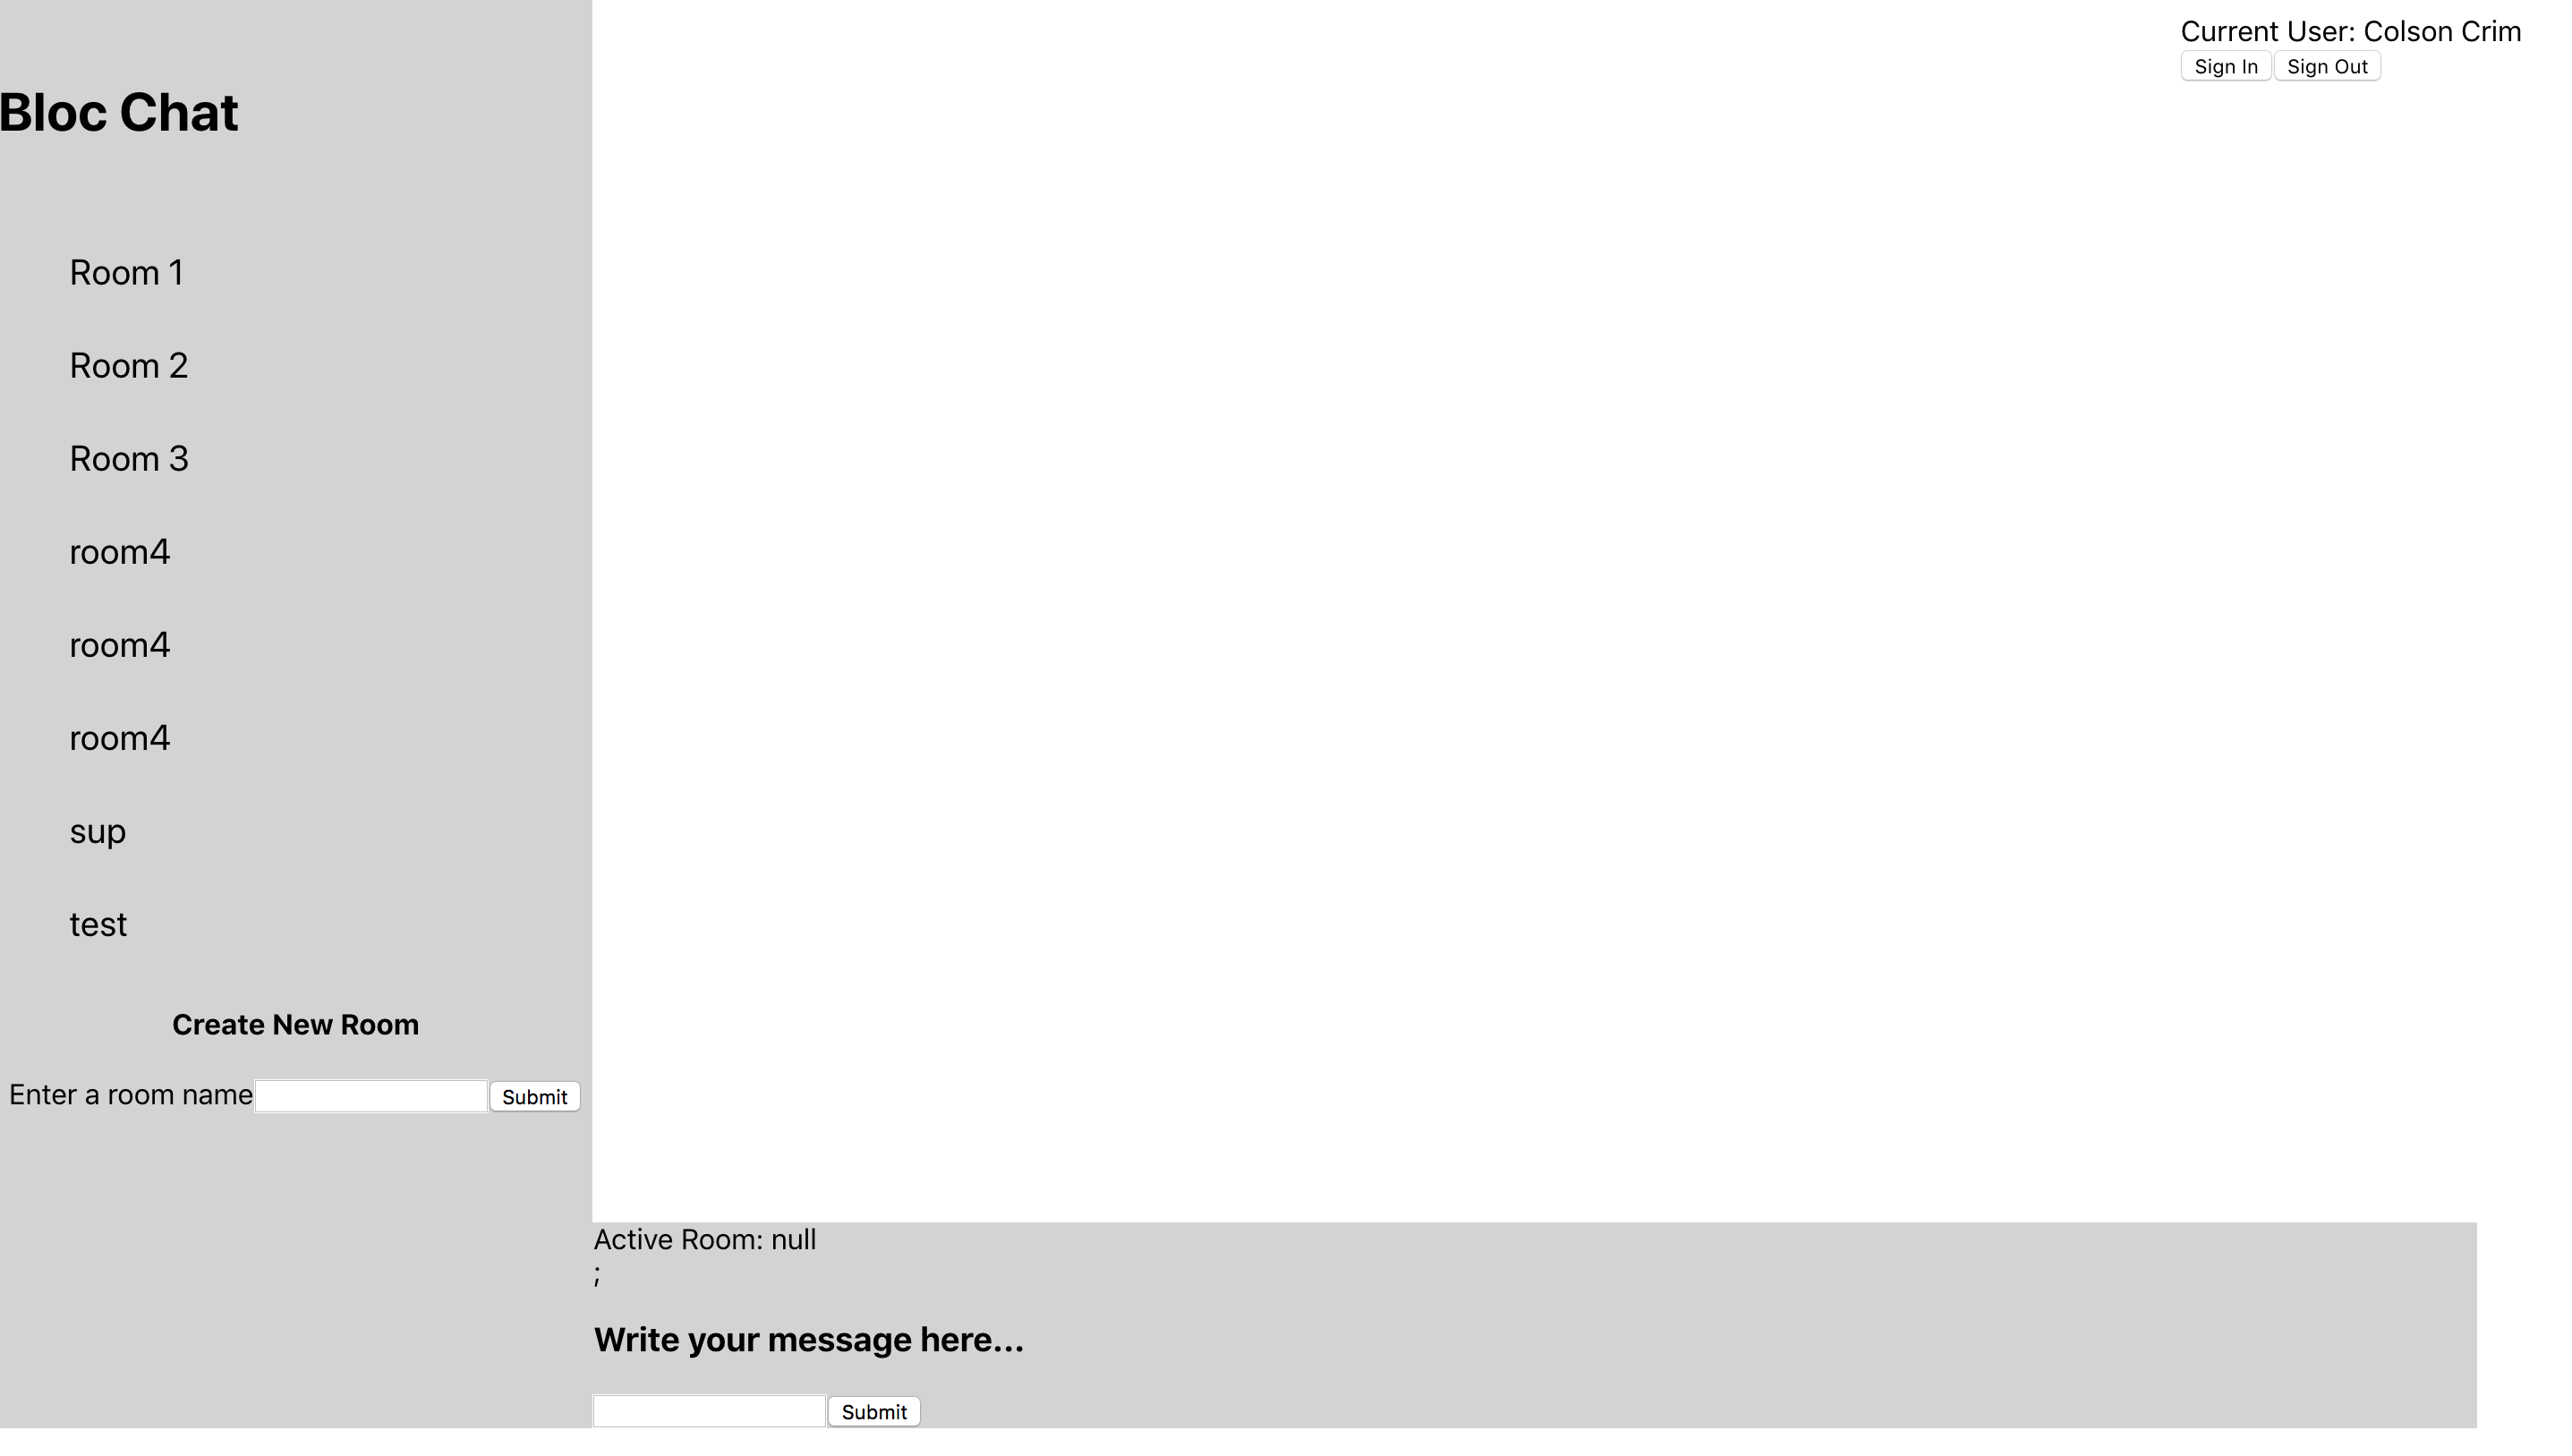 Current User: Colson Crim
Sign In Sign Out
Bloc Chat
Room 1
Room 2
Room 3
room4
room4
room4
sup
test
Create New Room
Enter a room name Submit
Active Room: null
;
Write your message here...
Submit